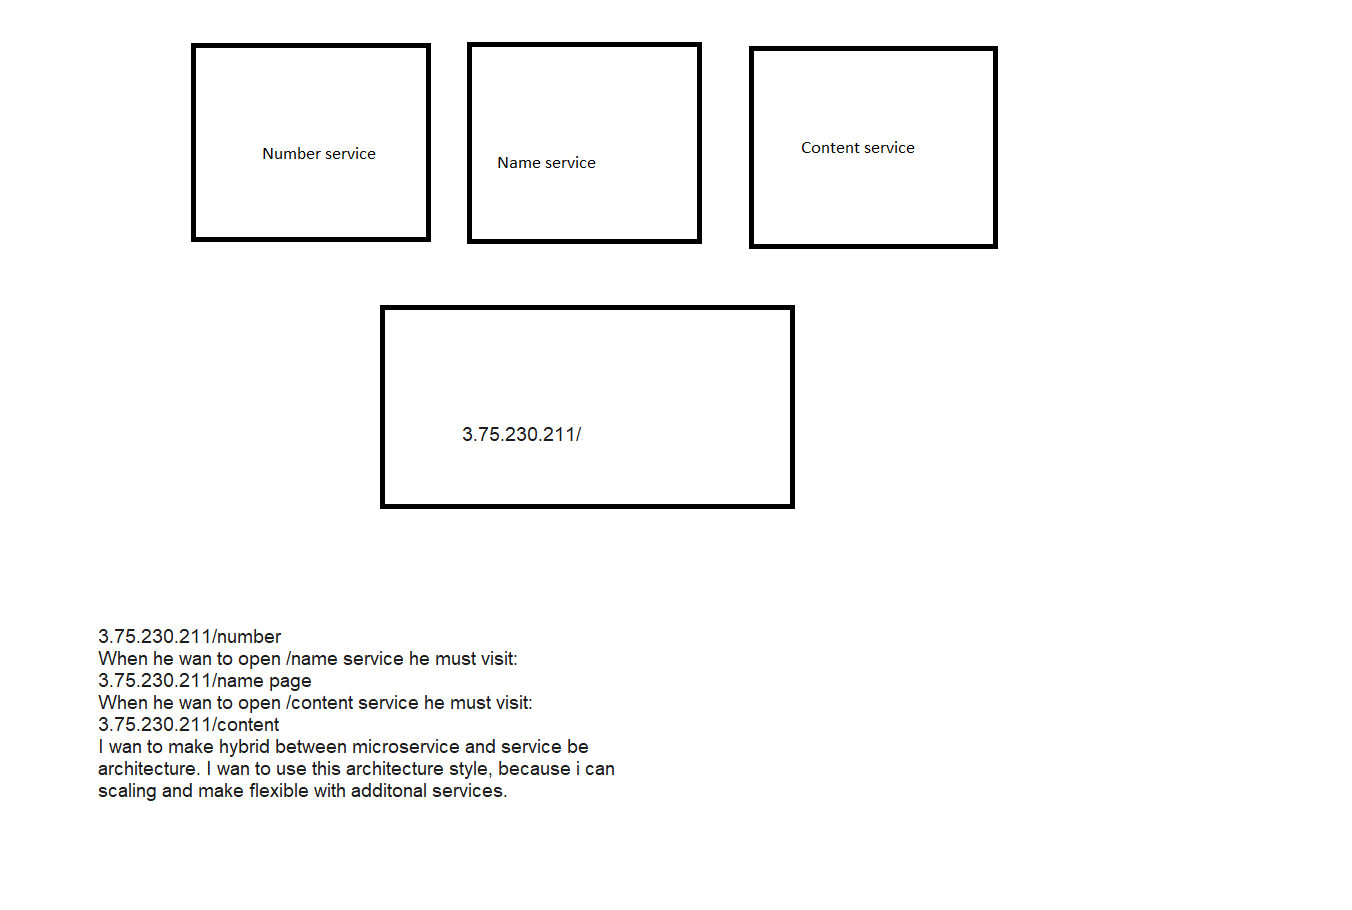 Number service
Name service
Content service
3.75.230.211/
3.75.230.211/number
When he wan to open /name service he must visit:
3.75.230.211/name page
When he wan to open /content service he must visit:
3.75.230.211/content
I wan to make hybrid between microservice and service be
architecture. I wan to use this architecture style, because i can
scaling and make flexible with additonal services.